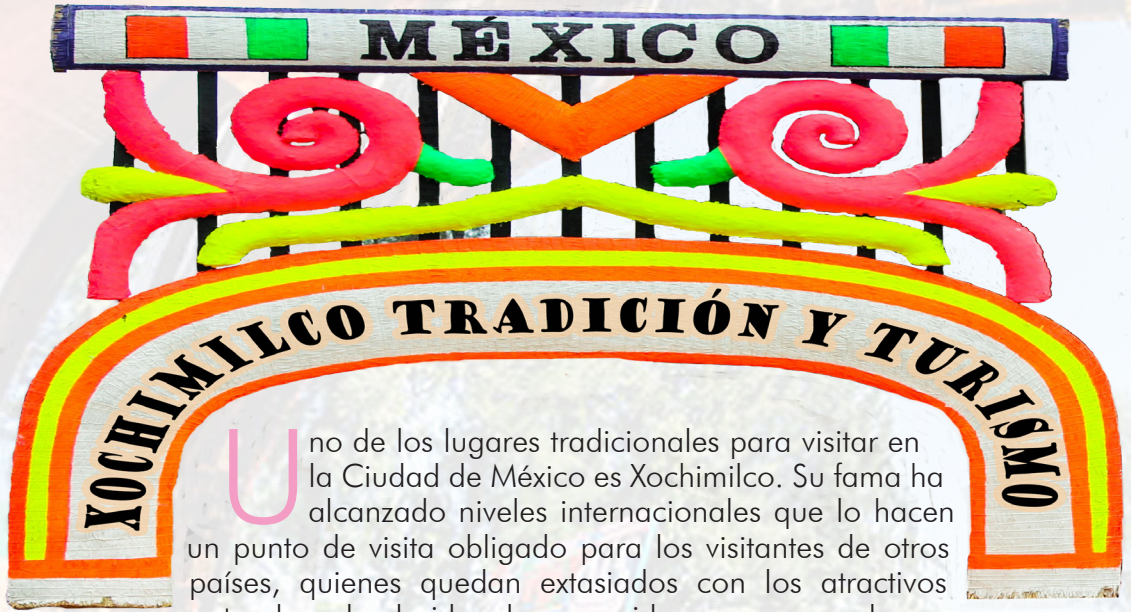 MÉXICO
XOCHIMILCO TRADICIÓN Y TURISMO
Uno de los lugares tradicionales para visitar en
la Ciudad de México es Xochimilco. Su fama ha
alcanzado niveles internacionales que lo hacen
un punto de visita obligado para los visitantes de otros
países, quienes quedan extasiados con los atractivos